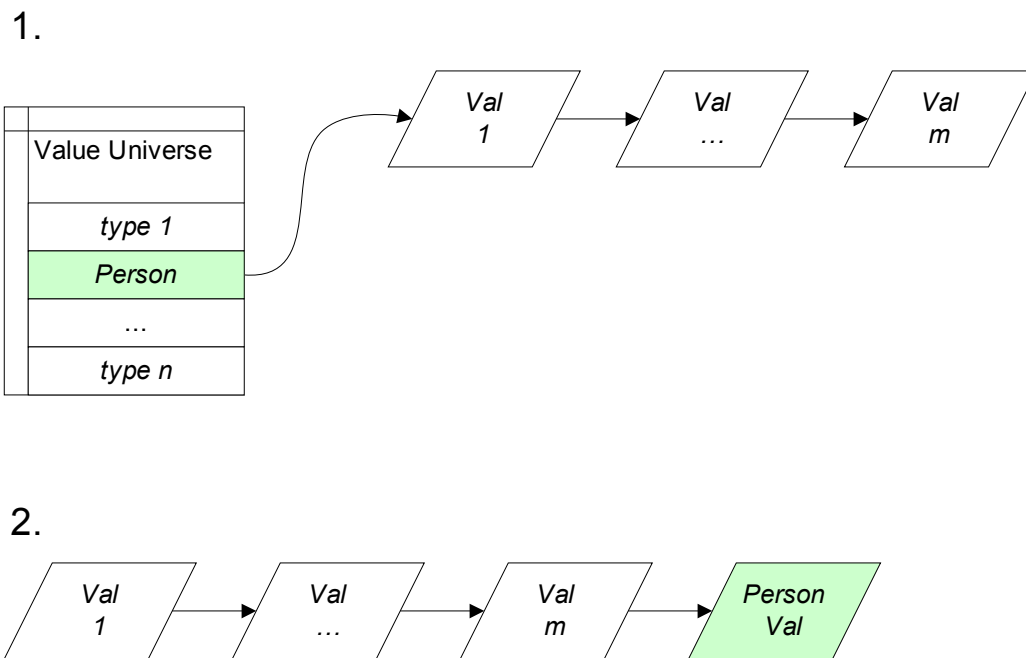 1.
Value Universe
type 1
Person
...
type n
Val
1
Val
...
Val
m
2.
Val
1
Val
...
Val
m
Person
Val